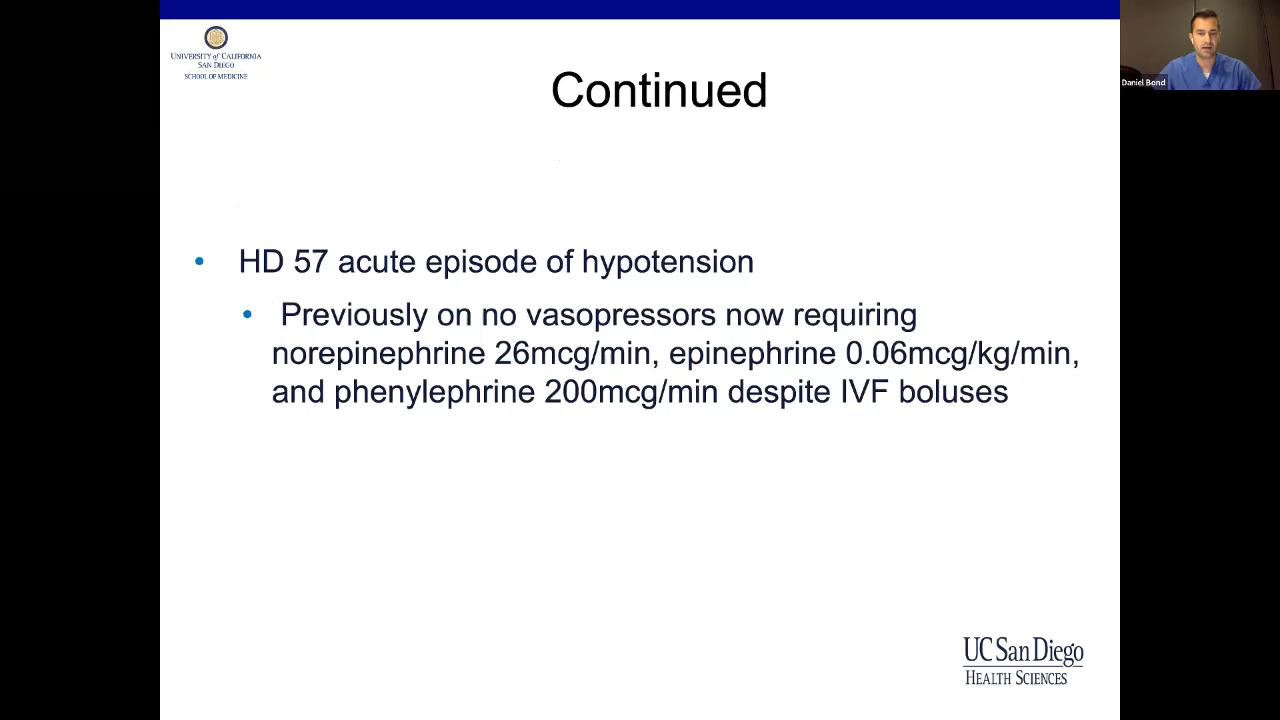 UNIVERSITY of CALIFORNIA
SAN DIEGO
SCHOOL OF MEDICINE
Daniel Bond
Continued
• HD 57 acute episode of hypotension
• Previously on no vasopressors now requiring
norepinephrine 26mcg/min, epinephrine 0.06mcg/kg/min,
and phenylephrine 200mcg/min despite IVF boluses
UC San Diego
HEALTH SCIENCES